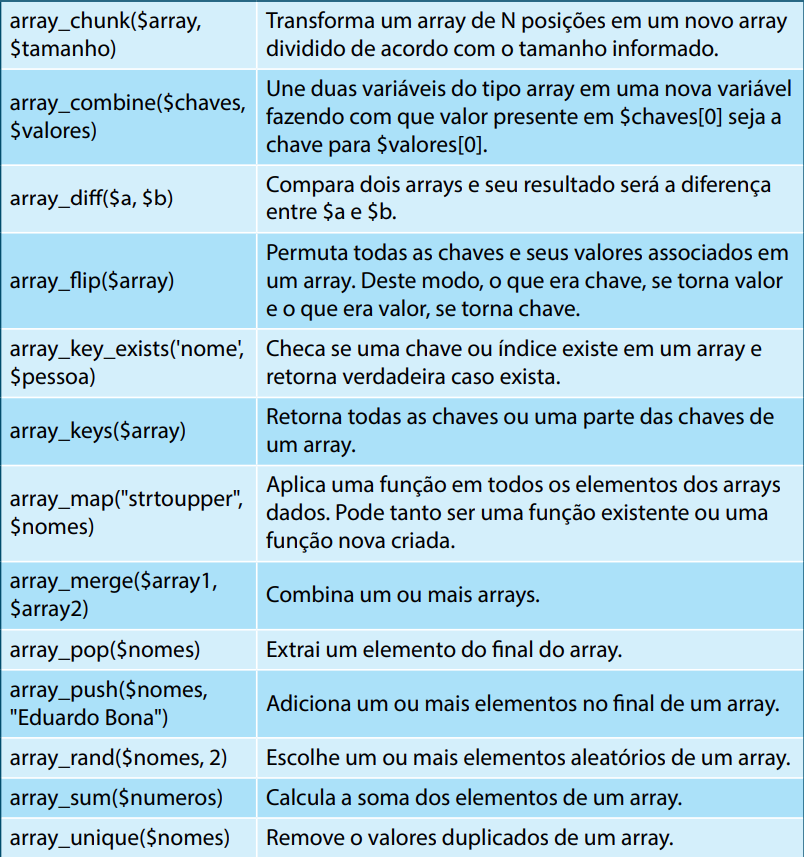 array_chunk($array,
$tamanho)
Transforma um array de N posições em um novo array
dividido de acordo com o tamanho informado.
array_combine($chaves,
$valores)
Une duas variáveis do tipo array em uma nova variável
fazendo com que valor presente em $chaves[0] seja a
chave para $valores[0].
array_diff($a, $b)
Compara dois arrays e seu resultado será a diferença
entre $a e $b.
array_flip($array)
Permuta todas as chaves e seus valores associados em
um array. Deste modo, o que era chave, se torna valor
e o que era valor, se torna chave.
array_key_exists('nome',
$pessoa)
Checa se uma chave ou índice existe em um array e
retorna verdadeira caso exista.
array_keys($array)
Retorna todas as chaves ou uma parte das chaves de
um array.
array_map("strtoupper",
$nomes)
Aplica uma função em todos os elementos dos arrays
dados. Pode tanto ser uma função existente ou uma
função nova criada.
array_merge($array1,
$array2)
Combina um ou mais arrays.
array_pop($nomes)
Extrai um elemento do final do array.
array_push($nomes,
"Eduardo Bona")
Adiciona um ou mais elementos no final de um array.
array_rand($nomes, 2)
Escolhe um ou mais elementos aleatórios de um array.
array_sum($numeros)
Calcula a soma dos elementos de um array.
array_unique($nomes)
Remove o valores duplicados de um array.